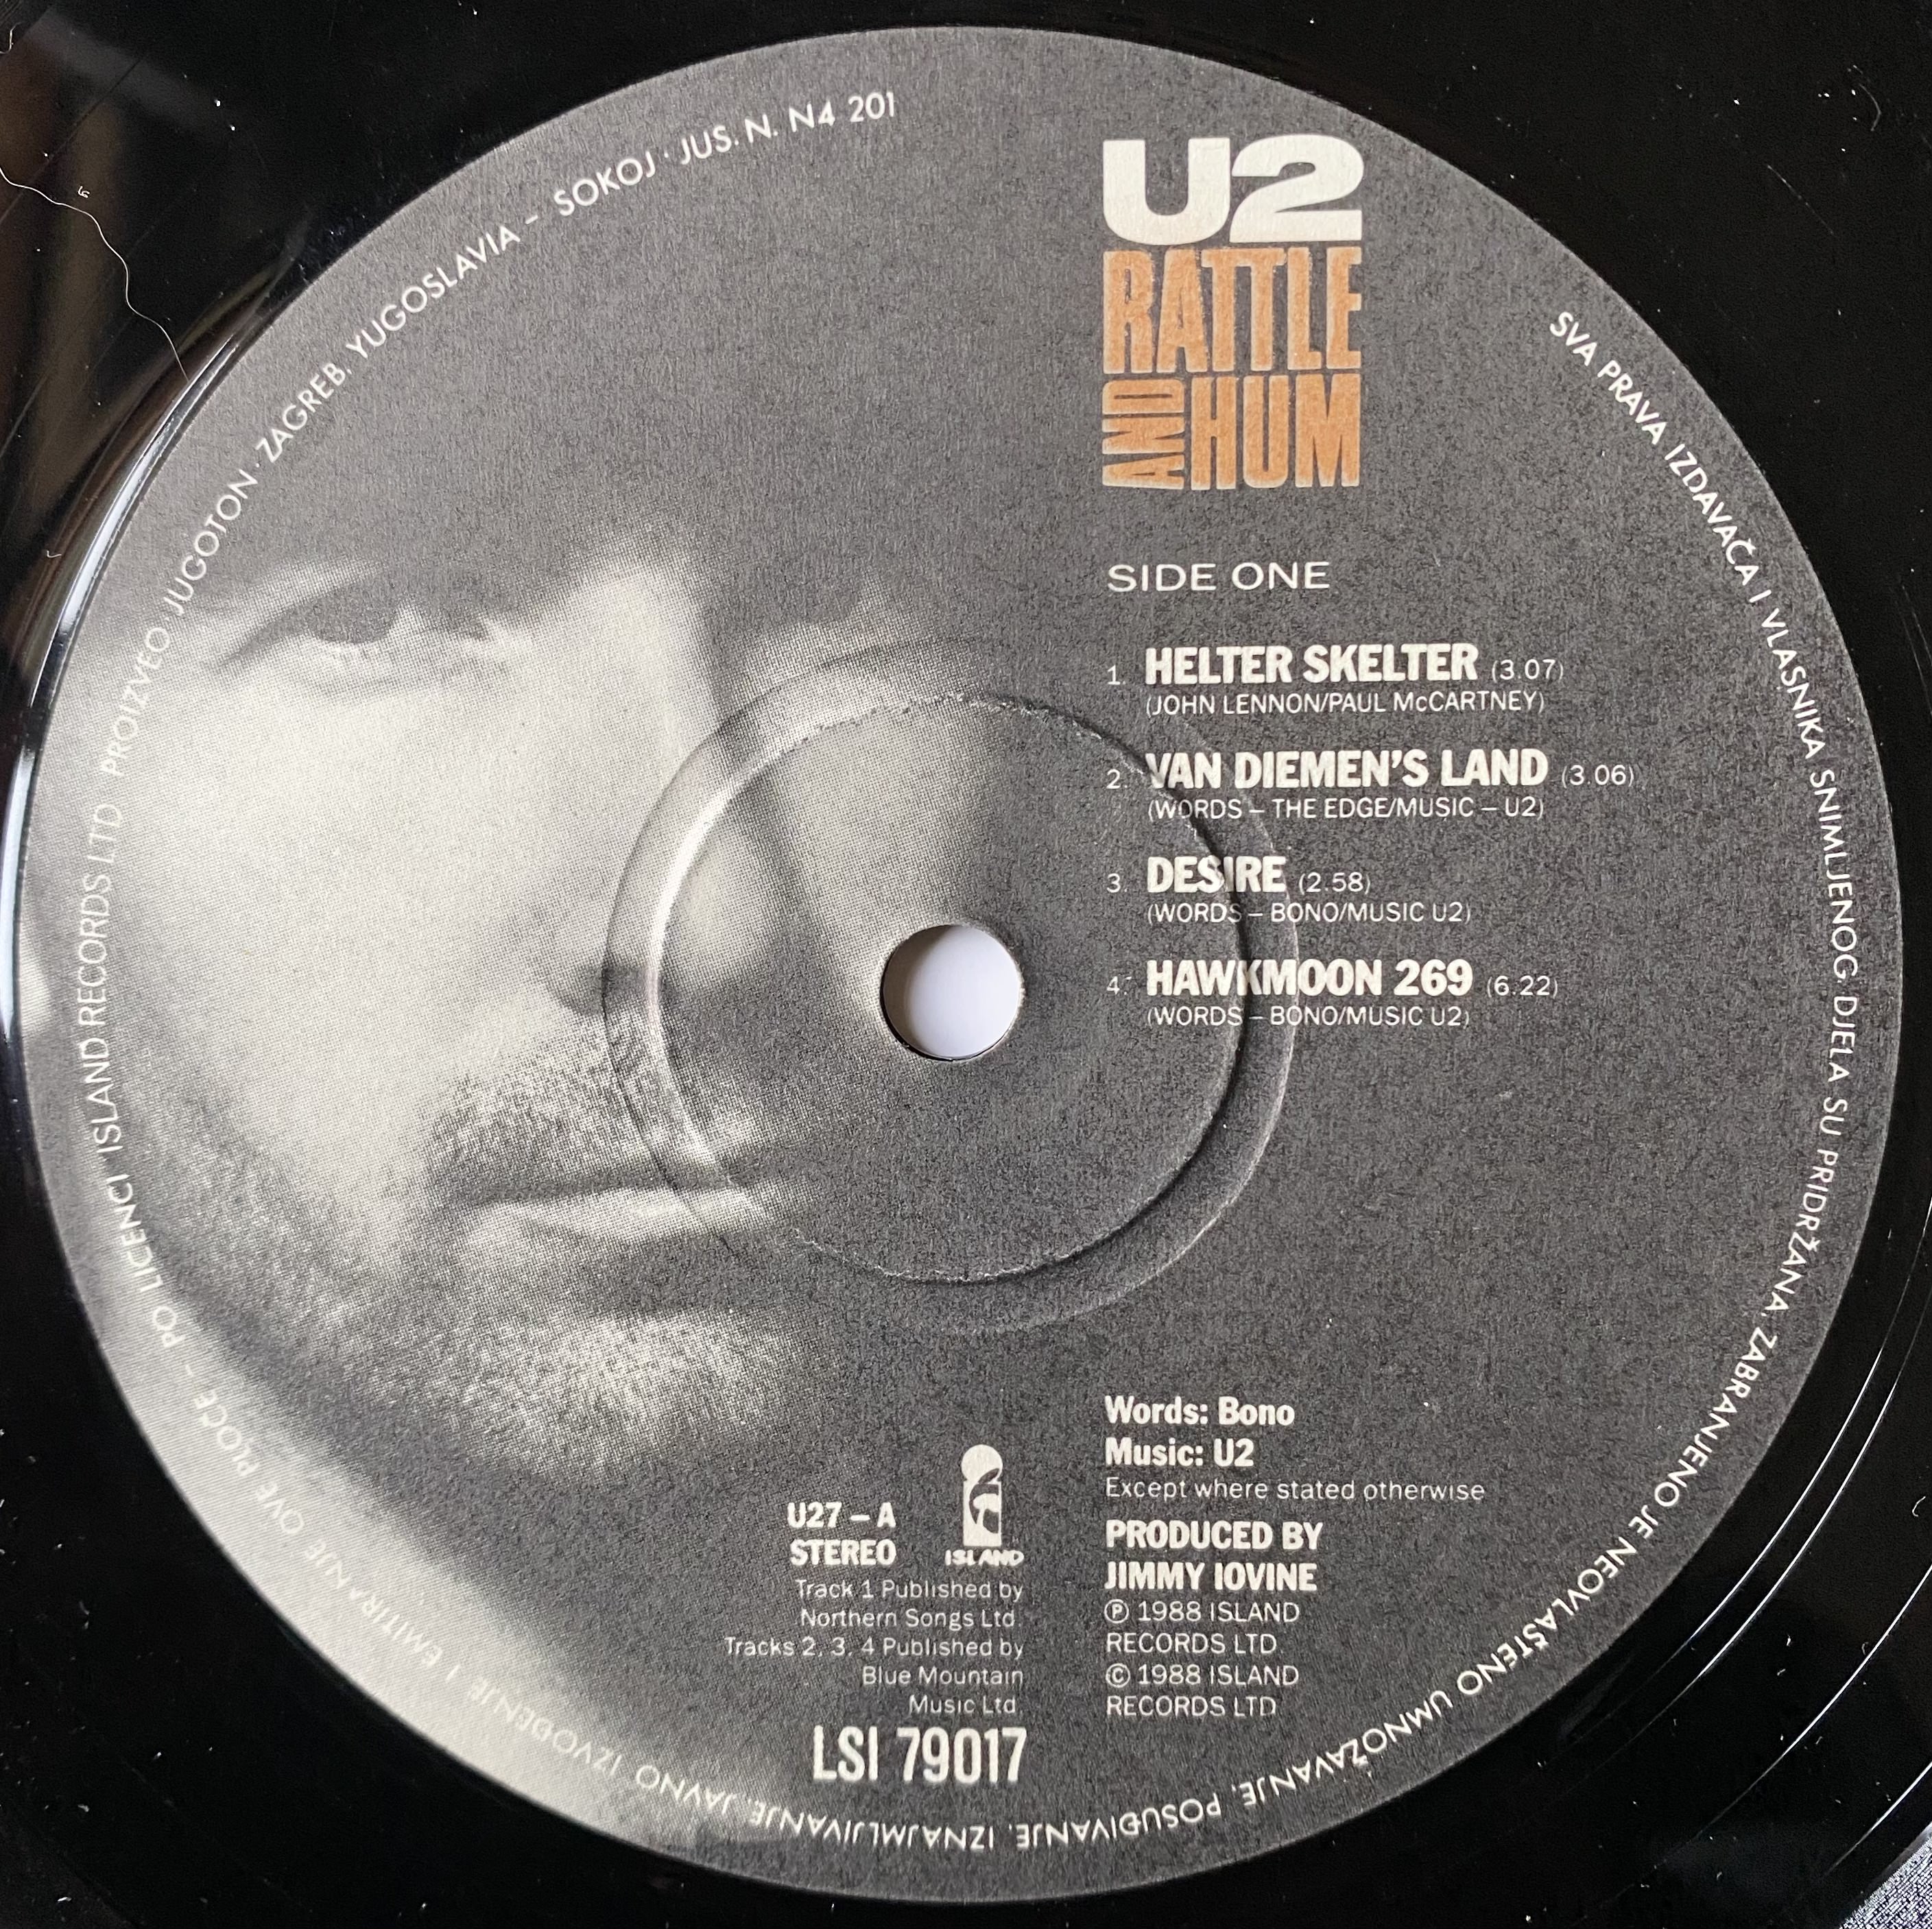 U2
RATTLE
AND HUM
SIDE ONE
1. HELTER SKELTER (3.07)
(JOHN LENNON/PAUL McCARTNEY)
2. VAN DIEMEN'S LAND (3.06)
(WORDS – THE EDGE/MUSIC – U2)
3. DESIRE (2.58)
(WORDS – BONO/MUSIC U2)
4. HAWKMOON 269 (6.22)
(WORDS – BONO/MUSIC U2)
Words: Bono
Music: U2
Except where stated otherwise
PRODUCED BY
JIMMY IOVINE
Ⓟ 1988 ISLAND
RECORDS LTD
© 1988 ISLAND
RECORDS LTD
U27 – A
STEREO
ISLAND
Track 1 Published by
Northern Songs Ltd.
Tracks 2, 3, 4 Published by
Blue Mountain
Music Ltd.
LSI 79017
SVA PRAVA IZDAVAČA I VLASNIKA SNIMLJENOG DJELA SU PRIDRŽANA. ZABRANJENO JE NEOVLAŠTENO UMNOŽAVANJE, POSUĐIVANJE, IZNAJMLJIVANJE, JAVNO IZVOĐENJE I EMITIRANJE OVE PLOČE – PO LICENCI ISLAND RECORDS LTD PROIZVEO JUGOTON · ZAGREB, YUGOSLAVIA – SOKOJ · JUS. N. N4 201